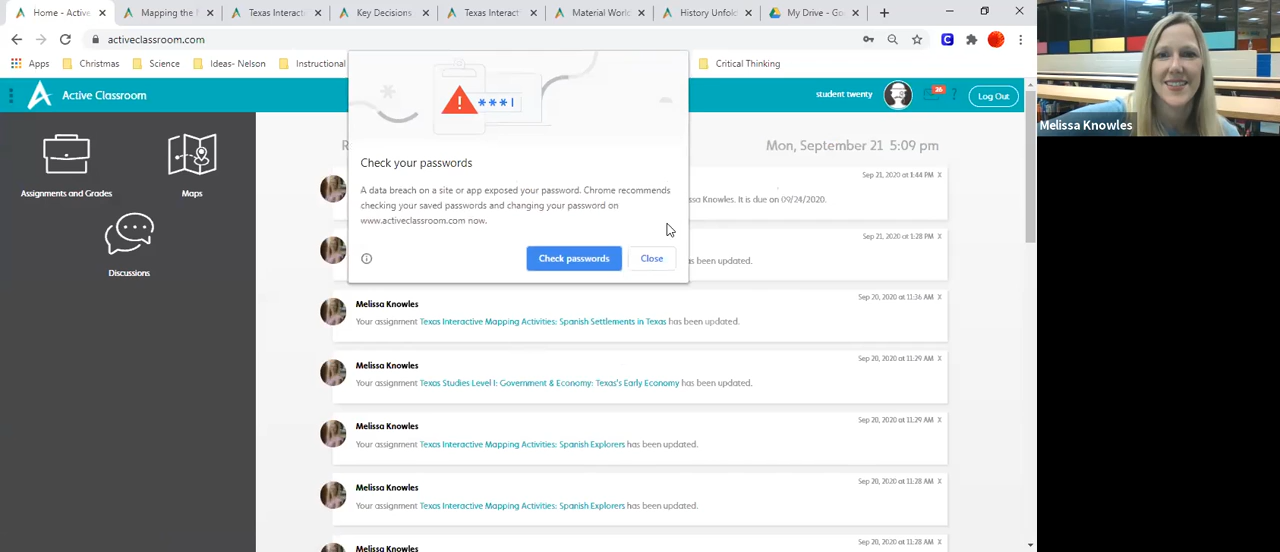 Home - Active
Mapping the P
Texas Interact
Key Decisions
Texas Interact
Material World
History Unfold
My Drive - Goo
activeclassroom.com
Apps
Christmas
Science
Ideas- Nelson
Instructional
Critical Thinking
Active Classroom
student twenty
26
?
Log Out
Assignments and Grades
Maps
Discussions
R
Mon, September 21 5:09 pm
Check your passwords
A data breach on a site or app exposed your password. Chrome recommends
checking your saved passwords and changing your password on
www.activeclassroom.com now.
Check passwords
Close
Sep 21, 2020 at 1:44 PM X
ssa Knowles. It is due on 09/24/2020.
Sep 21, 2020 at 1:28 PM X
as been updated.
Sep 20, 2020 at 11:36 AM X
Melissa Knowles
Your assignment Texas Interactive Mapping Activities: Spanish Settlements in Texas has been updated.
Sep 20, 2020 at 11:29 AM X
Melissa Knowles
Your assignment Texas Studies Level I: Government & Economy: Texas's Early Economy has been updated.
Sep 20, 2020 at 11:29 AM X
Melissa Knowles
Your assignment Texas Interactive Mapping Activities: Spanish Explorers has been updated.
Sep 20, 2020 at 11:28 AM X
Melissa Knowles
Your assignment Texas Interactive Mapping Activities: Spanish Explorers has been updated.
Sep 20, 2020 at 11:28 AM X
Melissa Knowles
Melissa Knowles